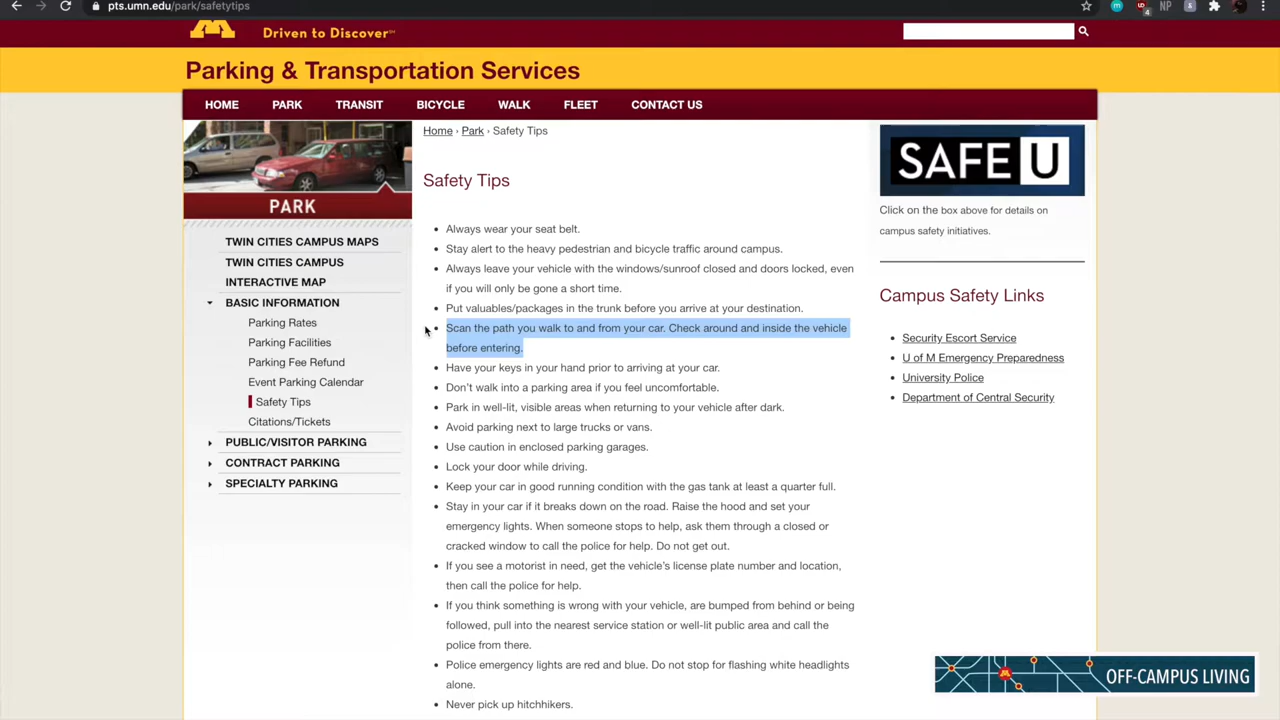 pts.umn.edu/park/safetytips
NP
Driven to Discover℠
Parking & Transportation Services
HOME PARK TRANSIT BICYCLE WALK FLEET CONTACT US
PARK
TWIN CITIES CAMPUS MAPS
TWIN CITIES CAMPUS
INTERACTIVE MAP
BASIC INFORMATION
Parking Rates
Parking Facilities
Parking Fee Refund
Event Parking Calendar
Safety Tips
Citations/Tickets
PUBLIC/VISITOR PARKING
CONTRACT PARKING
SPECIALTY PARKING
Home › Park › Safety Tips
Safety Tips
Always wear your seat belt.
Stay alert to the heavy pedestrian and bicycle traffic around campus.
Always leave your vehicle with the windows/sunroof closed and doors locked, even
if you will only be gone a short time.
Put valuables/packages in the trunk before you arrive at your destination.
Scan the path you walk to and from your car. Check around and inside the vehicle
before entering.
Have your keys in your hand prior to arriving at your car.
Don't walk into a parking area if you feel uncomfortable.
Park in well-lit, visible areas when returning to your vehicle after dark.
Avoid parking next to large trucks or vans.
Use caution in enclosed parking garages.
Lock your door while driving.
Keep your car in good running condition with the gas tank at least a quarter full.
Stay in your car if it breaks down on the road. Raise the hood and set your
emergency lights. When someone stops to help, ask them through a closed or
cracked window to call the police for help. Do not get out.
If you see a motorist in need, get the vehicle's license plate number and location,
then call the police for help.
If you think something is wrong with your vehicle, are bumped from behind or being
followed, pull into the nearest service station or well-lit public area and call the
police from there.
Police emergency lights are red and blue. Do not stop for flashing white headlights
alone.
Never pick up hitchhikers.
SAFE U
Click on the box above for details on
campus safety initiatives.
Campus Safety Links
Security Escort Service
U of M Emergency Preparedness
University Police
Department of Central Security
OFF-CAMPUS LIVING